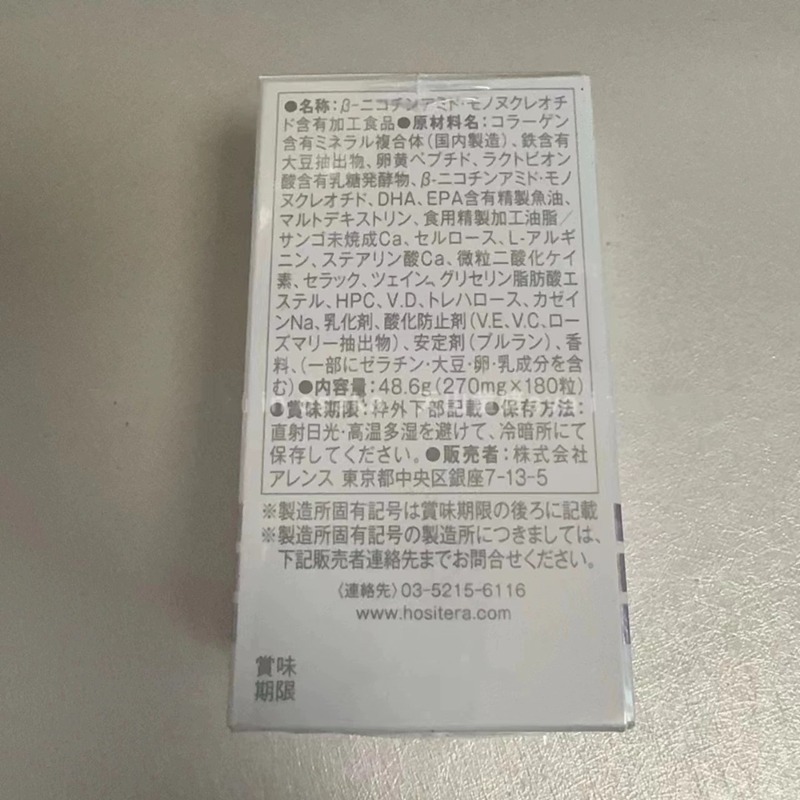 ●名称：β-ニコチンアミド・モノヌクレオチ
ド含有加工食品●原材料名：コラーゲン
含有ミネラル複合体（国内製造）、鉄含有
大豆抽出物、卵黄ペプチド、ラクトビオン
酸含有乳糖発酵物、β-ニコチンアミド・モノ
ヌクレオチド、DHA、EPA含有精製魚油、
マルトデキストリン、食用精製加工油脂／
サンゴ未焼成Ca、セルロース、L-アルギ
ニン、ステアリン酸Ca、微粒二酸化ケイ
素、セラック、ツェイン、グリセリン脂肪酸エ
ステル、HPC、V.D、トレハロース、カゼイ
ンNa、乳化剤、酸化防止剤（V.E、V.C、ロー
ズマリー抽出物）、安定剤（プルラン）、香
料、（一部にゼラチン・大豆・卵・乳成分を含
む）●内容量：48.6g（270mg×180粒）
●賞味期限：枠外下部記載●保存方法：
直射日光・高温多湿を避けて、冷暗所にて
保存してください。●販売者：株式会社
アレンス 東京都中央区銀座7-13-5
※製造所固有記号は賞味期限の後ろに記載
※製造所固有記号の製造所につきましては、
下記販売者連絡先までお問合せください。
〈連絡先〉03-5215-6116
www.hositera.com
賞味
期限